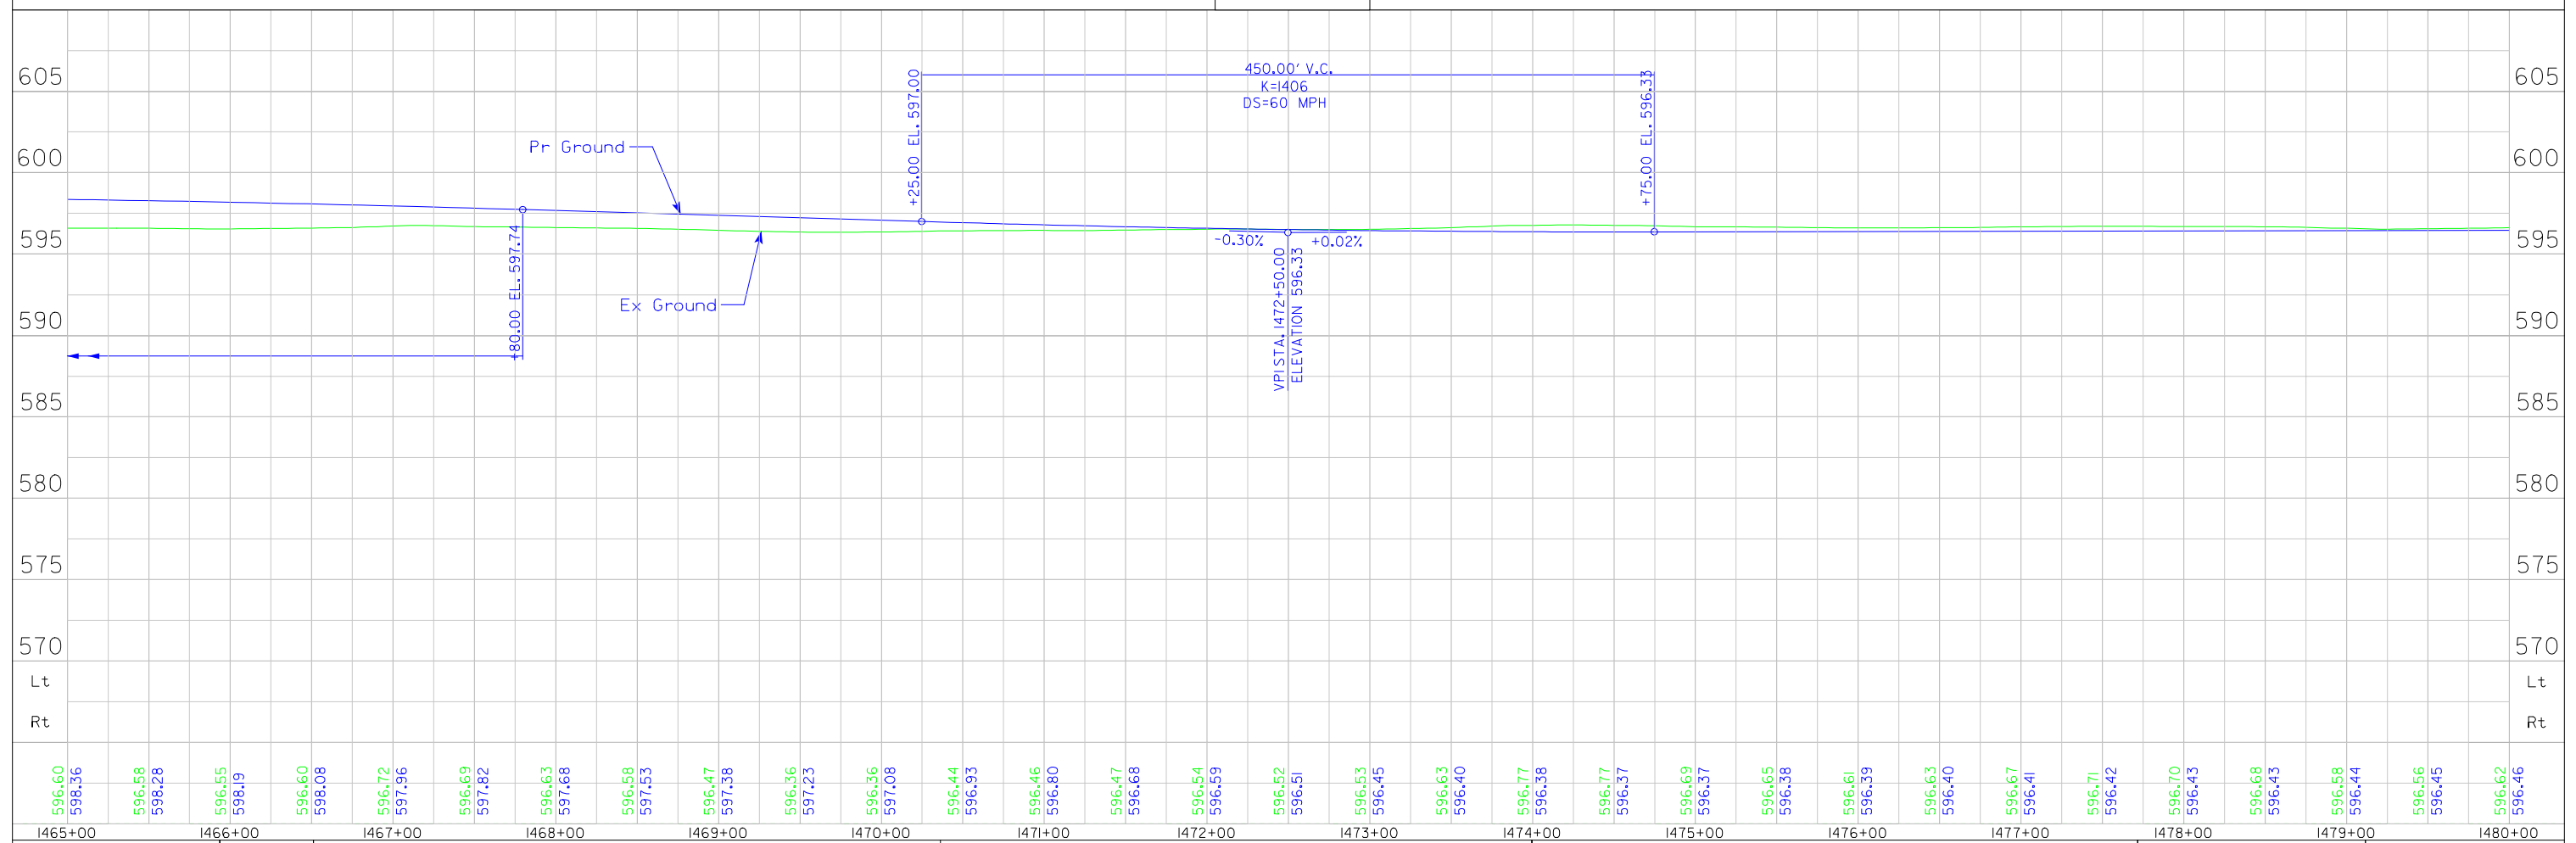 450.00' V.C.
K=1406
DS=60 MPH
605
605
+25.00 EL. 597.00
+75.00 EL. 596.33
Pr Ground
600
600
595
595
-0.30%
+0.02%
+80.00 EL. 597.74
Ex Ground
VPI STA. 1472+50.00
ELEVATION 596.33
590
590
585
585
580
580
575
575
570
570
Lt
Lt
Rt
Rt
596.60 596.58 596.55 596.60 596.72 596.69 596.63 596.58 596.47 596.36 596.36 596.44 596.46 596.47 596.54 596.52 596.53 596.63 596.77 596.77 596.69 596.65 596.61 596.63 596.67 596.71 596.70 596.68 596.58 596.56 596.62
598.36 598.28 598.19 598.08 597.96 597.82 597.68 597.53 597.38 597.23 597.08 596.93 596.80 596.68 596.59 596.51 596.45 596.40 596.38 596.37 596.37 596.38 596.39 596.40 596.41 596.42 596.43 596.43 596.44 596.45 596.46
1465+00 1466+00 1467+00 1468+00 1469+00 1470+00 1471+00 1472+00 1473+00 1474+00 1475+00 1476+00 1477+00 1478+00 1479+00 1480+00